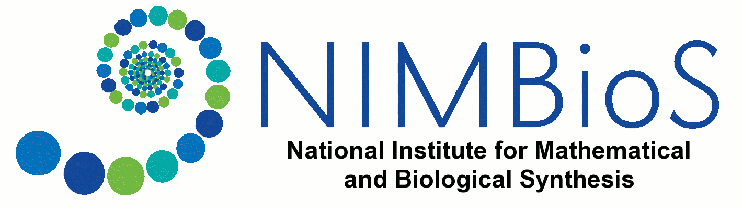 NIMBioS
National Institute for Mathematical
and Biological Synthesis